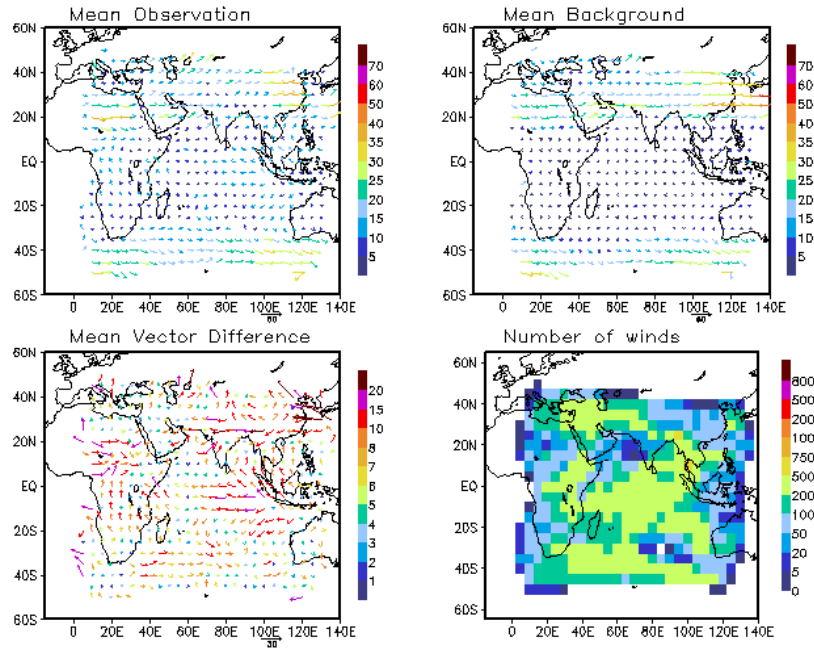 Mean Observation
60N
40N
20N
EQ
20S
40S
60S
0 20E 40E 60E 80E 100E 120E 140E
70
60
50
40
35
30
25
20
15
10
5
Mean Background
60N
40N
20N
EQ
20S
40S
60S
0 20E 40E 60E 80E 100E 120E 140E
70
60
50
40
35
30
25
20
15
10
5
Mean Vector Difference
60N
40N
20N
EQ
20S
40S
60S
0 20E 40E 60E 80E 100E 120E 140E
30
20
15
10
8
7
6
5
4
3
2
1
Number of winds
60N
40N
20N
EQ
20S
40S
60S
0 20E 40E 60E 80E 100E 120E 140E
500
200
100
750
500
200
100
50
20
5
0